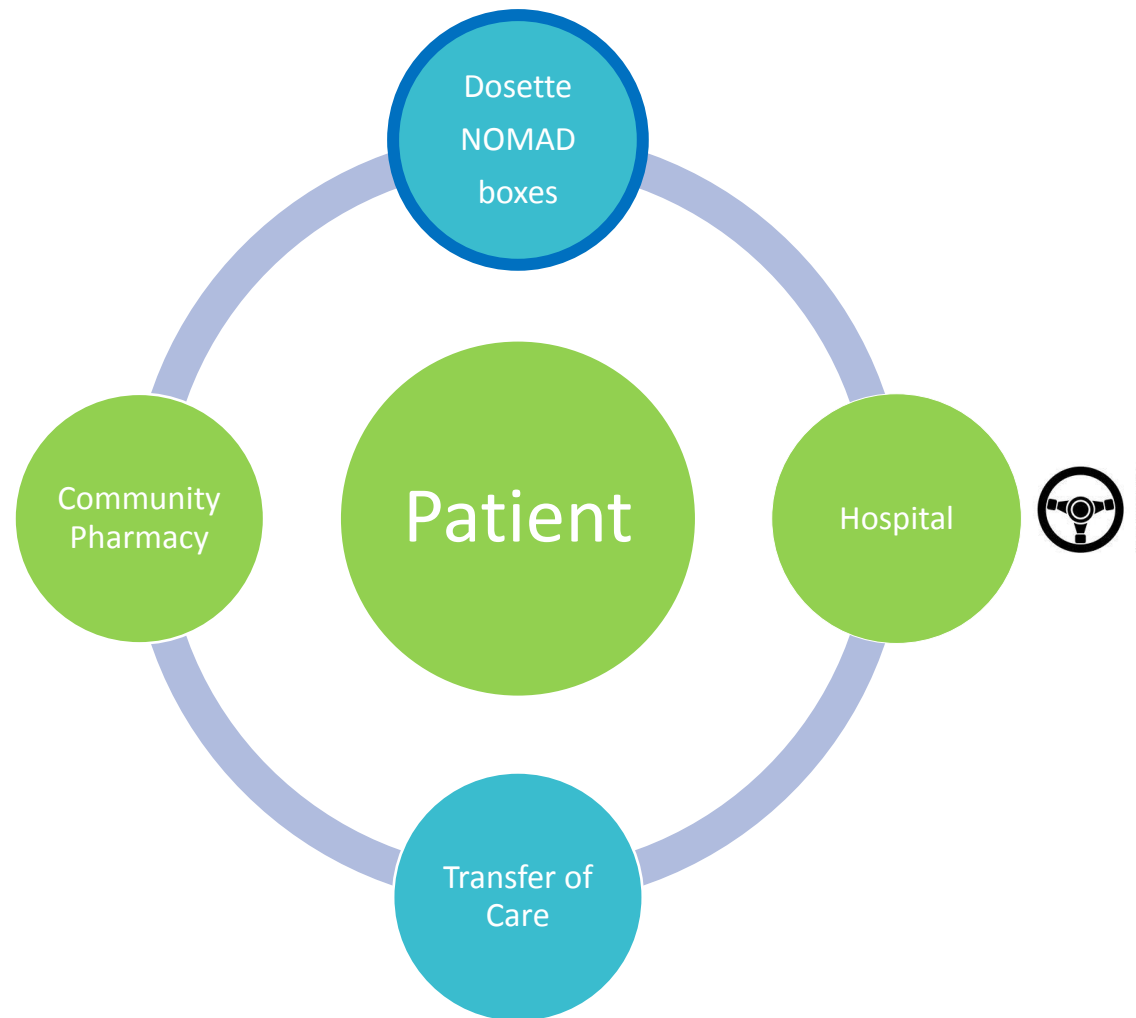 Dosette
NOMAD
boxes
Community
Pharmacy
Patient
Hospital
Transfer of
Care